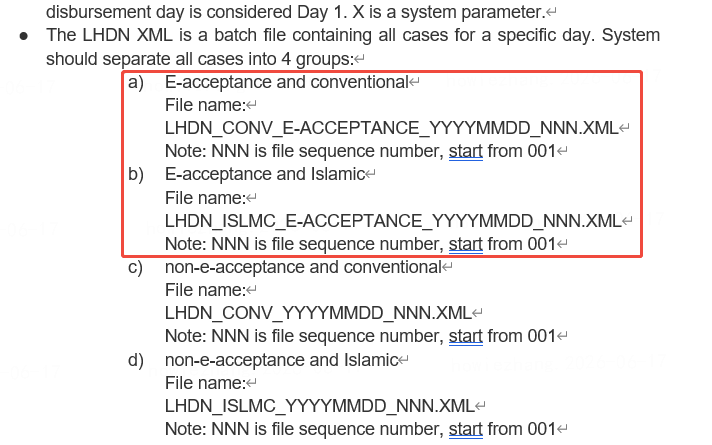 disbursement day is considered Day 1. X is a system parameter.↵
● The LHDN XML is a batch file containing all cases for a specific day. System
should separate all cases into 4 groups:↵
a) E-acceptance and conventional↵
File name:↵
LHDN_CONV_E-ACCEPTANCE_YYYYMMDD_NNN.XML↵
Note: NNN is file sequence number, start from 001↵
b) E-acceptance and Islamic↵
File name:↵
LHDN_ISLMC_E-ACCEPTANCE_YYYYMMDD_NNN.XML↵
Note: NNN is file sequence number, start from 001↵
c) non-e-acceptance and conventional↵
File name:↵
LHDN_CONV_YYYYMMDD_NNN.XML↵
Note: NNN is file sequence number, start from 001↵
d) non-e-acceptance and Islamic↵
File name:↵
LHDN_ISLMC_YYYYMMDD_NNN.XML↵
Note: NNN is file sequence number, start from 001↵